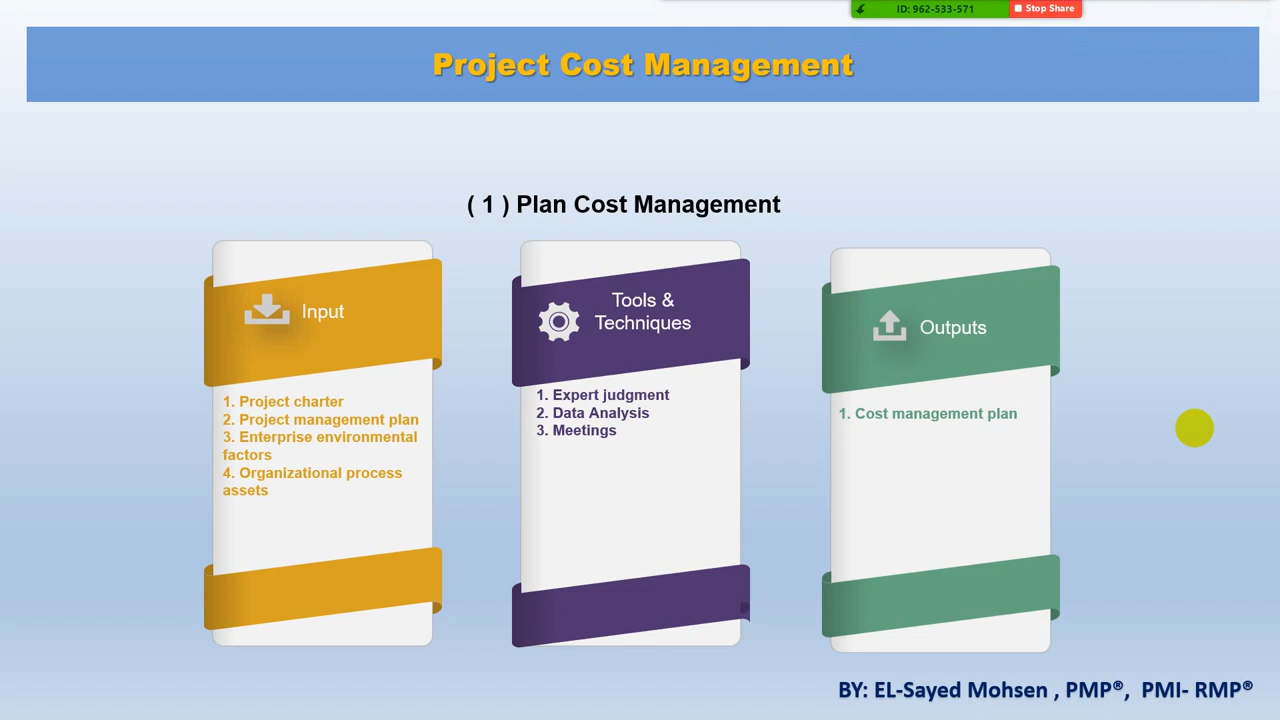 ID: 962-533-571
Stop Share
Project Cost Management
( 1 ) Plan Cost Management
Input
1. Project charter
2. Project management plan
3. Enterprise environmental
factors
4. Organizational process
assets
Tools &
Techniques
1. Expert judgment
2. Data Analysis
3. Meetings
Outputs
1. Cost management plan
BY: EL-Sayed Mohsen , PMP®, PMI- RMP®